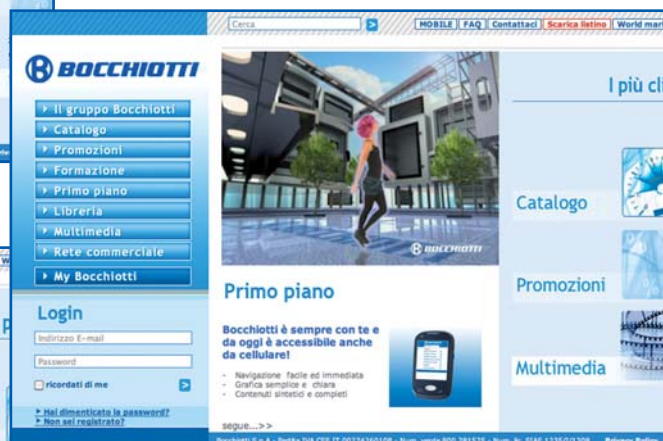 Cerca
MOBILE FAQ Contattaci Scarica listino World
BOCCHIOTTI
Il gruppo Bocchiotti
Catalogo
Promozioni
Formazione
Primo piano
Libreria
Multimedia
Rete commerciale
My Bocchiotti
Login
Indirizzo E-mail
Password
ricordati di me
Hai dimenticato la password?
Non sei registrato?
BOCCHIOTTI
Primo piano
Bocchiotti è sempre con te e
da oggi è accessibile anche
da cellulare!
- Navigazione facile ed immediata
- Grafica semplice e chiara
- Contenuti sintetici e completi
segue...>>
I più
Catalogo
Promozioni
Multimedia
Privacy Policy